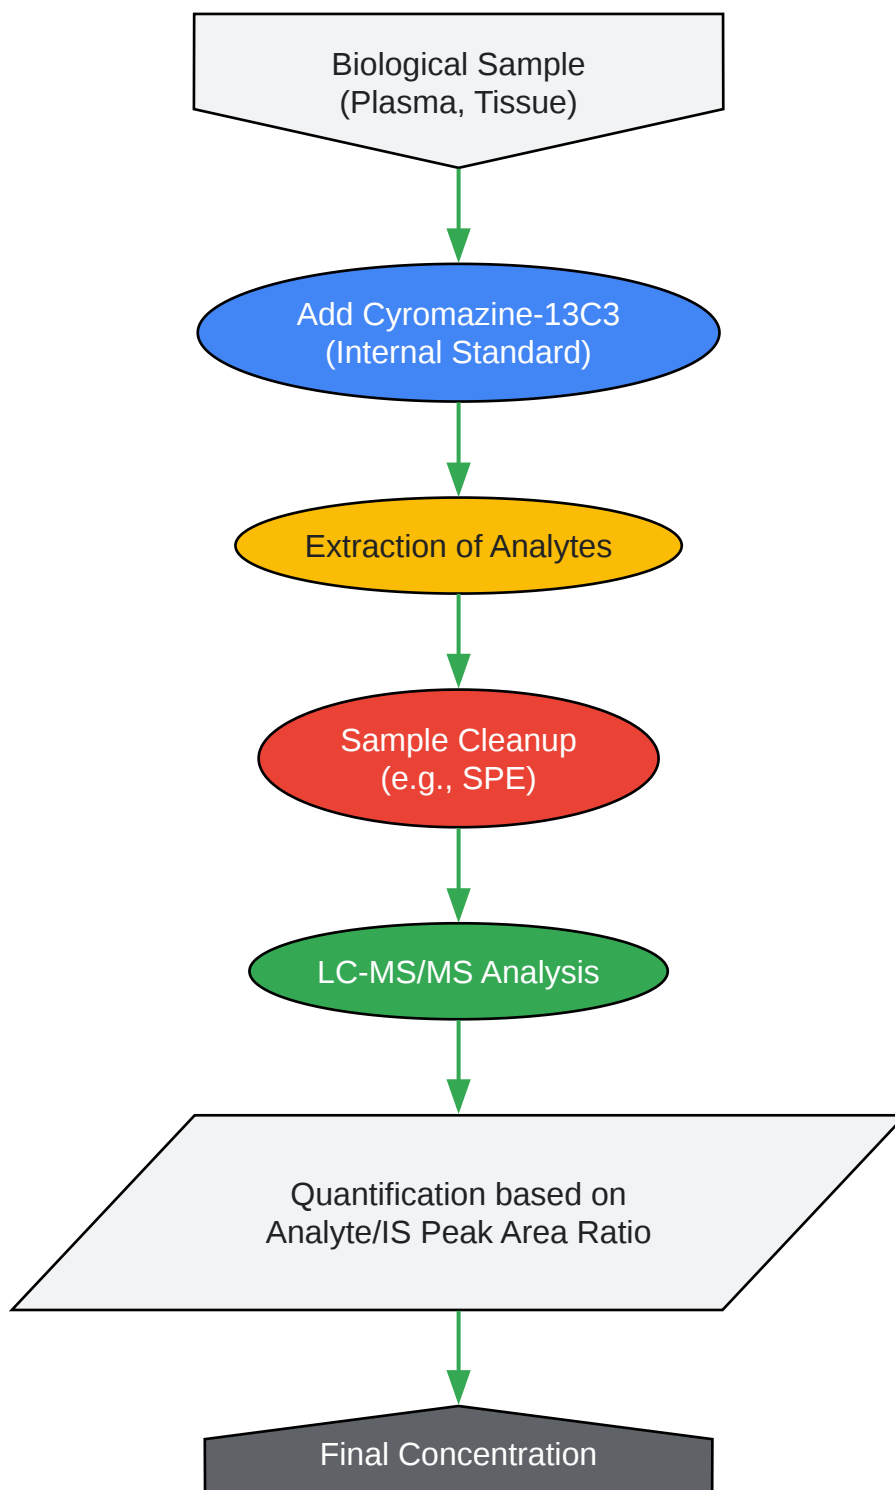 Biological Sample
(Plasma, Tissue)
Add Cyromazine-13C3
(Internal Standard)
Extraction of Analytes
Sample Cleanup
(e.g., SPE)
LC-MS/MS Analysis
Quantification based on
Analyte/IS Peak Area Ratio
Final Concentration